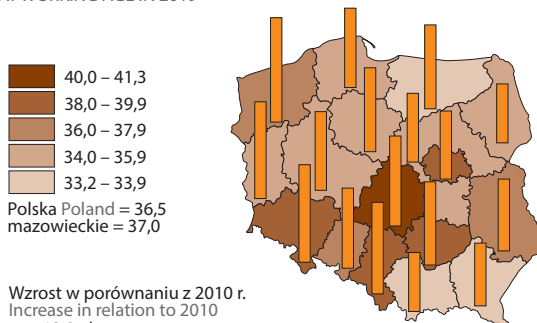 40,0 – 41,3
38,0 – 39,9
36,0 – 37,9
34,0 – 35,9
33,2 – 33,9
Polska Poland = 36,5
mazowieckie = 37,0
Wzrost w porównaniu z 2010 r.
Increase in relation to 2010